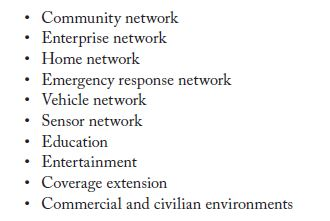 • Community network
• Enterprise network
• Home network
• Emergency response network
• Vehicle network
• Sensor network
• Education
• Entertainment
• Coverage extension
• Commercial and civilian environments